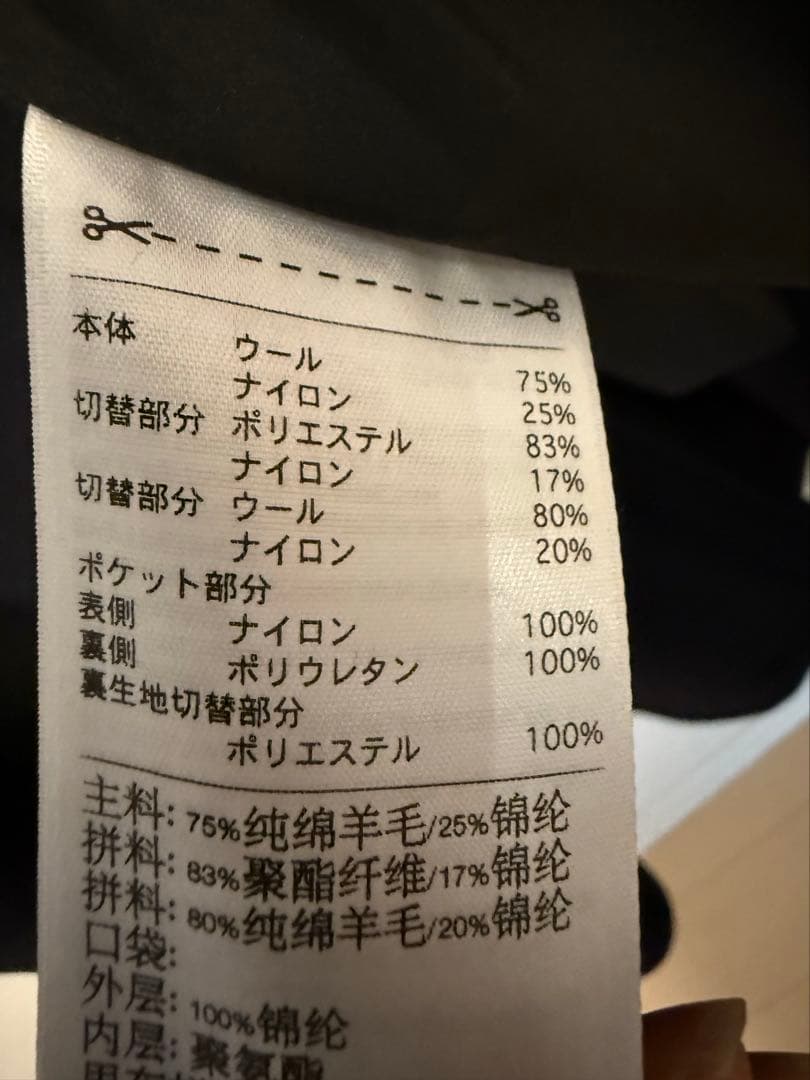 本体 ウール 75%
ナイロン 25%
切替部分 ポリエステル 83%
ナイロン 17%
切替部分 ウール 80%
ナイロン 20%
ポケット部分
表側 ナイロン 100%
裏側 ポリウレタン 100%
裏生地切替部分
ポリエステル 100%
主料: 75%纯绵羊毛/25%锦纶
拼料: 83%聚酯纤维/17%锦纶
拼料: 80%纯绵羊毛/20%锦纶
口袋:
外层: 100%锦纶
内层: 聚氨酯